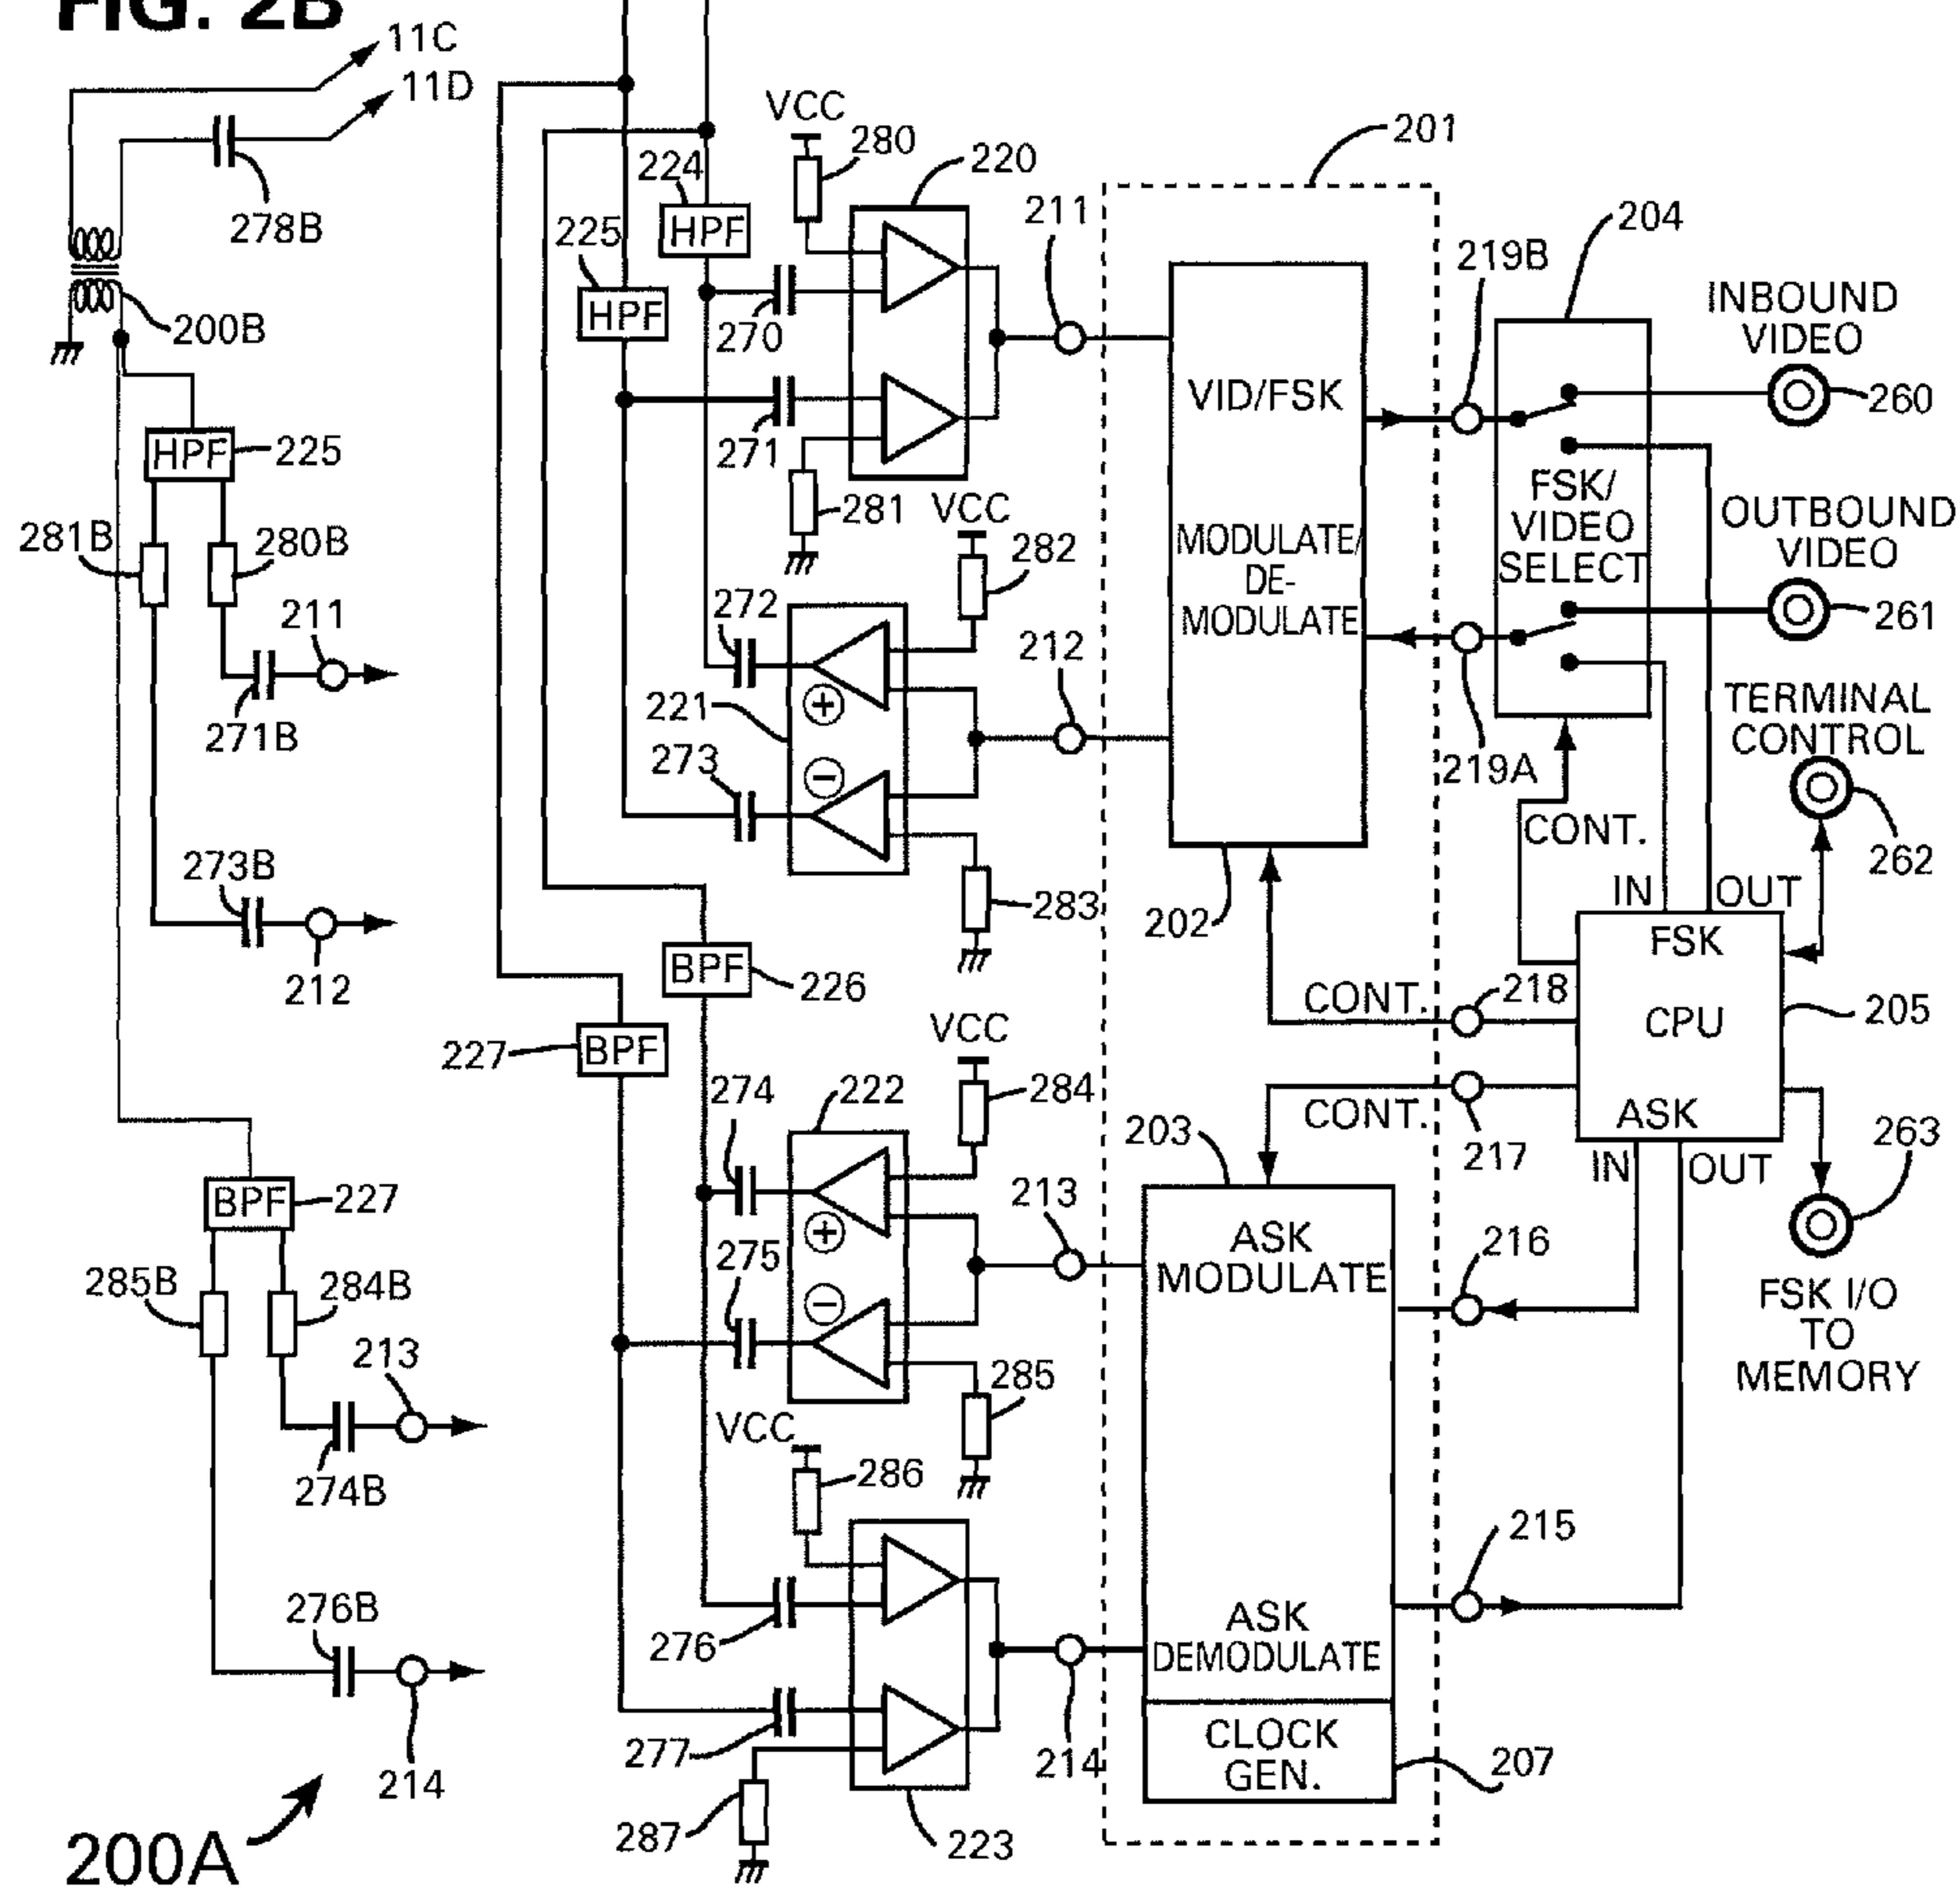 FIG. 2B
11C
11D
278B
200B
HPF
225
281B
280B
211
271B
273B
212
BPF
227
285B
284B
213
274B
276B
214
200A
VCC
280
220
224
HPF
225
HPF
270
271
281
VCC
282
272
221
+
273
−
283
BPF
226
227
BPF
VCC
274
222
284
+
275
−
285
VCC
286
276
277
287
223
211
212
213
214
201
VID/FSK
MODULATE/
DE-
MODULATE
202
CONT.
218
CONT.
217
203
ASK
MODULATE
216
215
ASK
DEMODULATE
CLOCK
GEN.
207
219B
204
FSK/
VIDEO
SELECT
219A
INBOUND
VIDEO
260
OUTBOUND
VIDEO
261
TERMINAL
CONTROL
262
CONT.
IN
OUT
FSK
CPU
205
ASK
IN
OUT
263
FSK I/O
TO
MEMORY